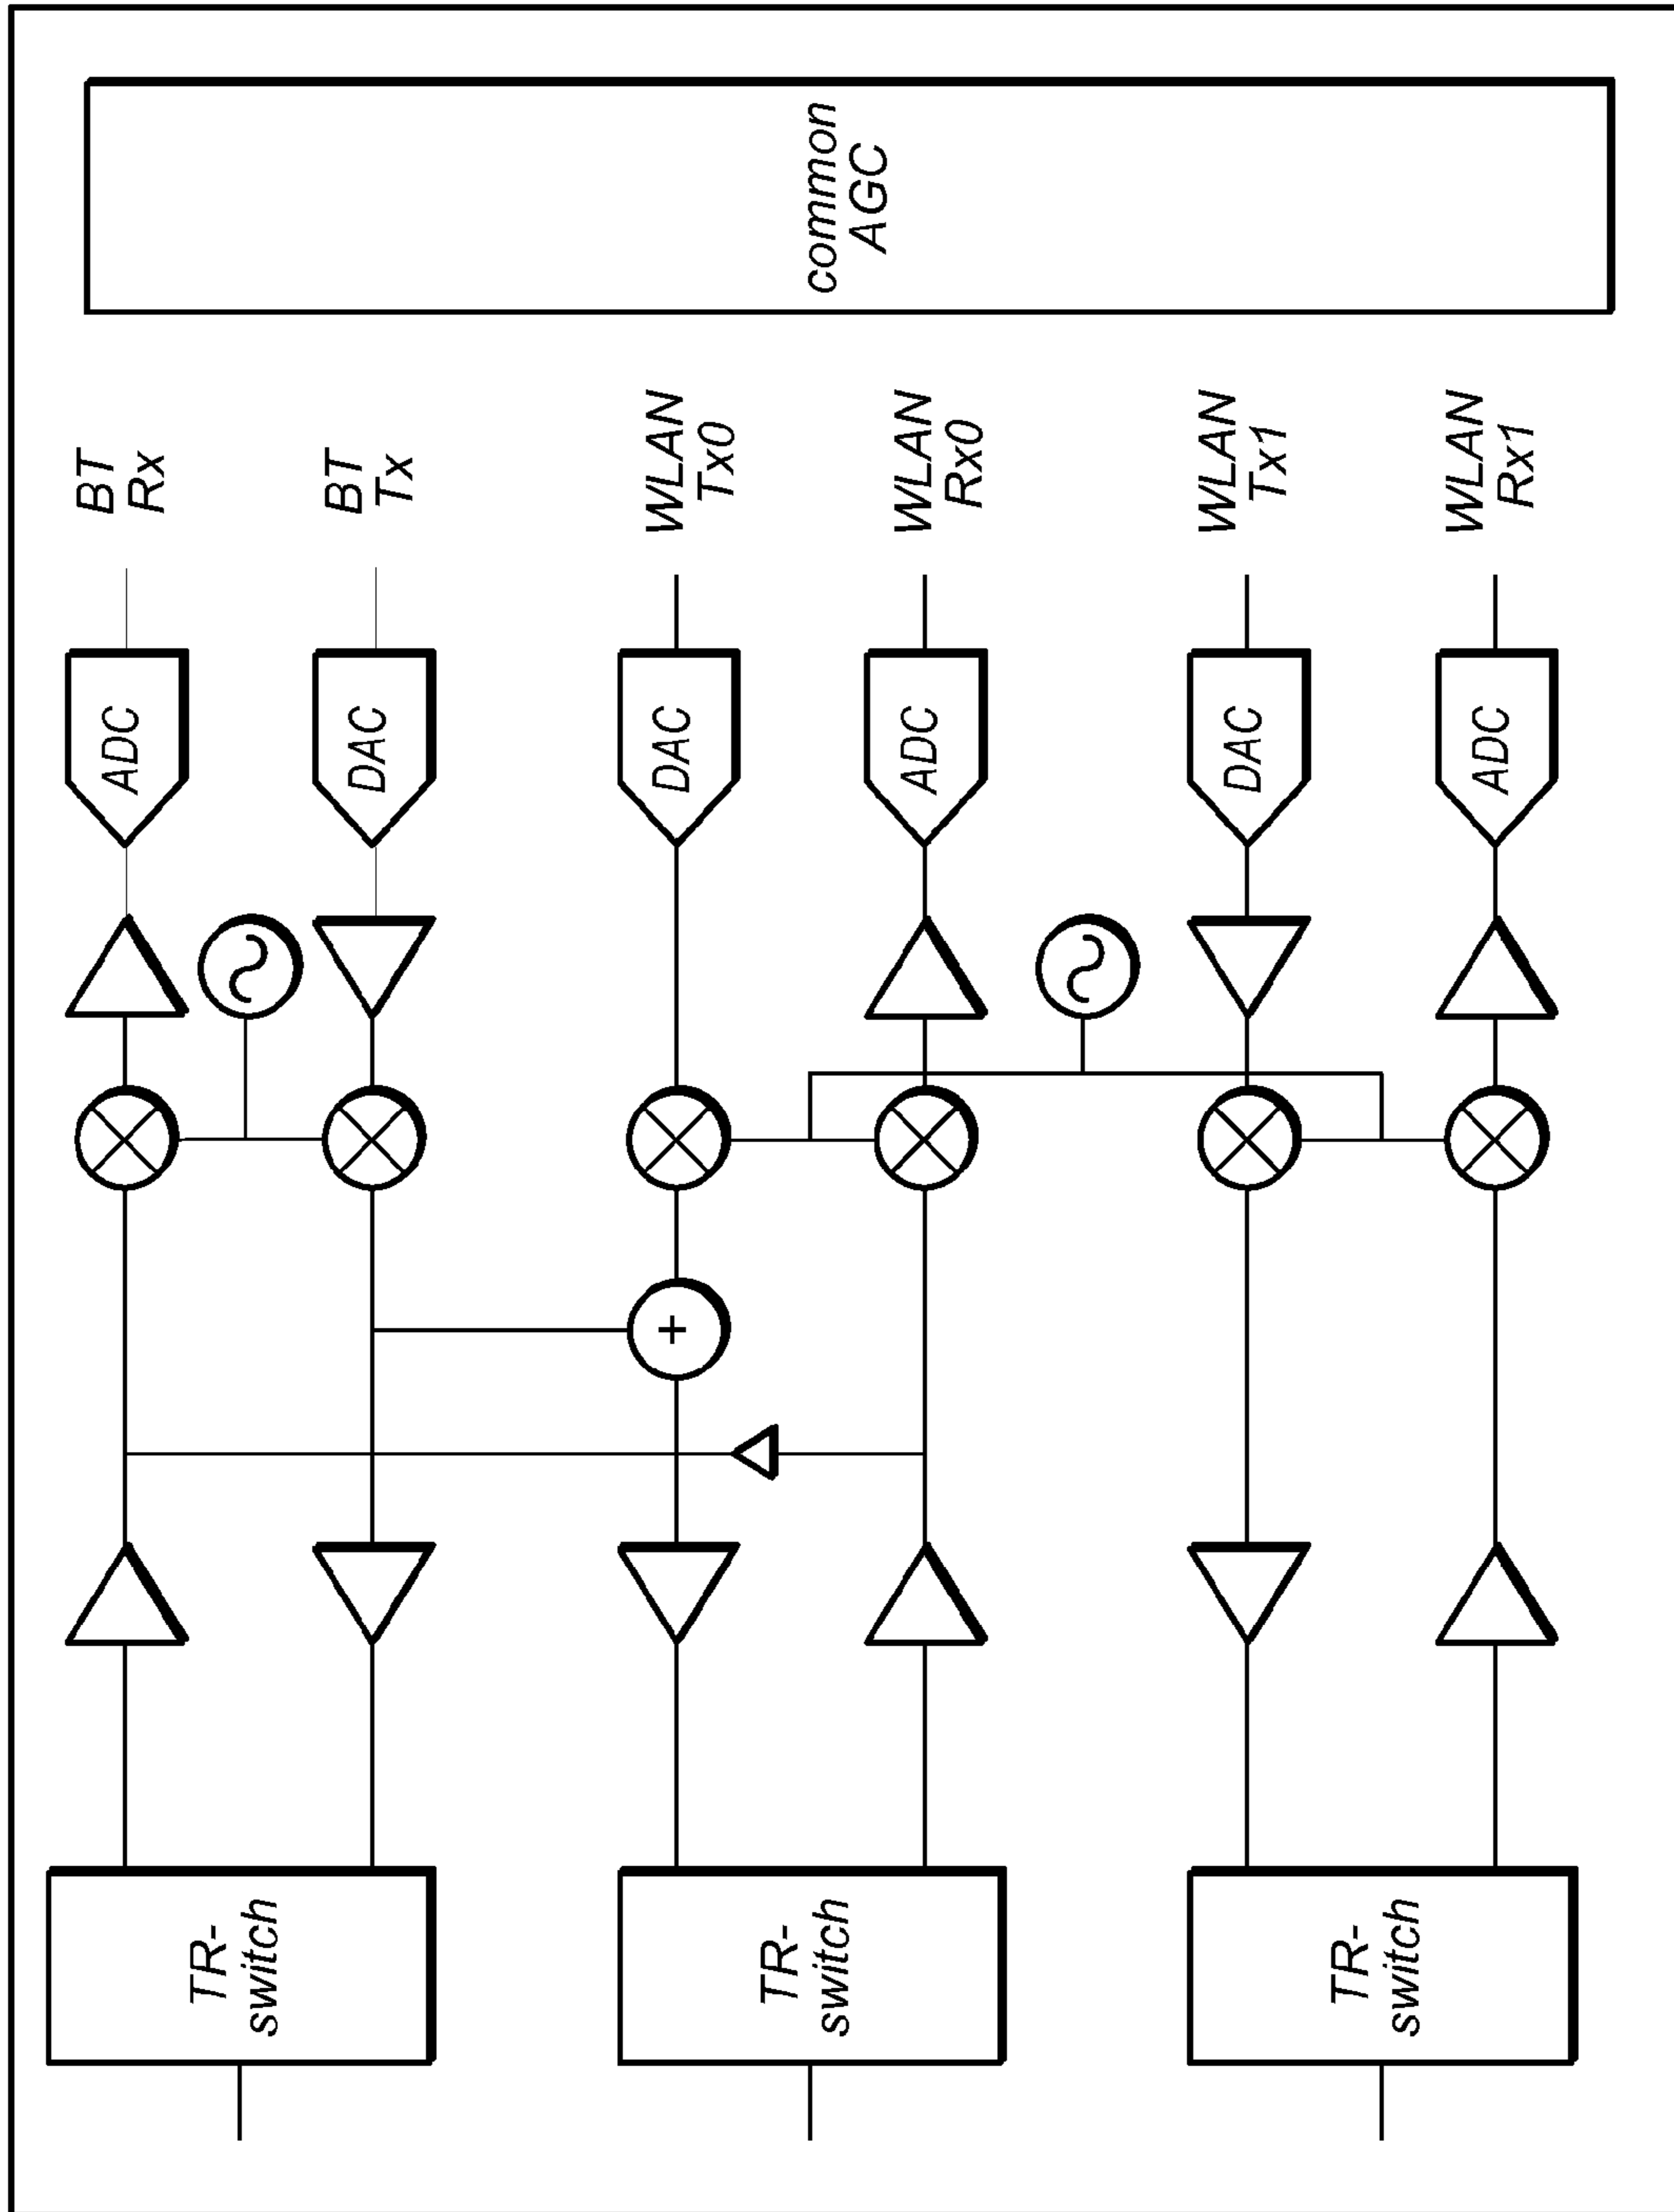 common
AGC
BT
Rx
BT
Tx
WLAN
Tx0
WLAN
Rx0
WLAN
Tx1
WLAN
Rx1
ADC
DAC
DAC
ADC
DAC
ADC
+
TR-
switch
TR-
switch
TR-
switch